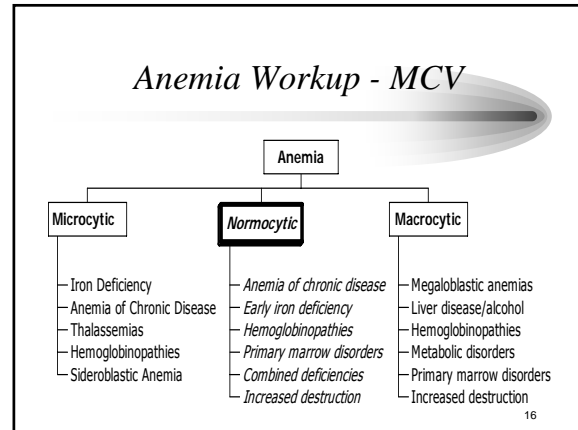 Anemia Workup - MCV
Anemia
Microcytic
Normocytic
Macrocytic
Iron Deficiency
Anemia of Chronic Disease
Thalassemias
Hemoglobinopathies
Sideroblastic Anemia
Anemia of chronic disease
Early iron deficiency
Hemoglobinopathies
Primary marrow disorders
Combined deficiencies
Increased destruction
Megaloblastic anemias
Liver disease/alcohol
Hemoglobinopathies
Metabolic disorders
Primary marrow disorders
Increased destruction
16